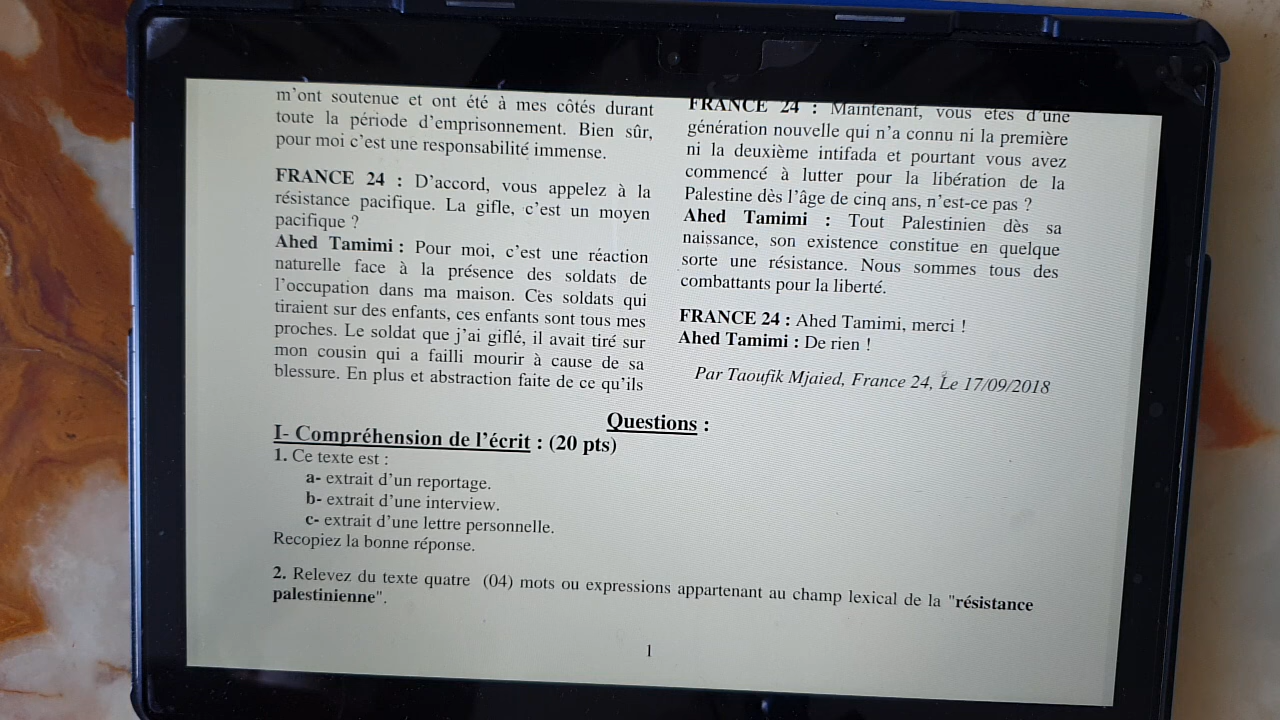 m'ont soutenue et ont été à mes côtés durant
toute la période d'emprisonnement. Bien sûr,
pour moi c'est une responsabilité immense.
FRANCE 24 : D'accord, vous appelez à la
résistance pacifique. La gifle, c'est un moyen
pacifique ?
Ahed Tamimi : Pour moi, c'est une réaction
naturelle face à la présence des soldats de
l'occupation dans ma maison. Ces soldats qui
tiraient sur des enfants, ces enfants sont tous mes
proches. Le soldat que j'ai giflé, il avait tiré sur
mon cousin qui a failli mourir à cause de sa
blessure. En plus et abstraction faite de ce qu'ils
FRANCE 24 : Maintenant, vous êtes d'une
génération nouvelle qui n'a connu ni la première
ni la deuxième intifada et pourtant vous avez
commencé à lutter pour la libération de la
Palestine dès l'âge de cinq ans, n'est-ce pas ?
Ahed Tamimi : Tout Palestinien dès sa
naissance, son existence constitue en quelque
sorte une résistance. Nous sommes tous des
combattants pour la liberté.
FRANCE 24 : Ahed Tamimi, merci !
Ahed Tamimi : De rien !
Par Taoufik Mjaied, France 24, Le 17/09/2018
Questions :
I- Compréhension de l'écrit : (20 pts)
1. Ce texte est :
a- extrait d'un reportage.
b- extrait d'une interview.
c- extrait d'une lettre personnelle.
Recopiez la bonne réponse.
2. Relevez du texte quatre (04) mots ou expressions appartenant au champ lexical de la "résistance
palestinienne".
1